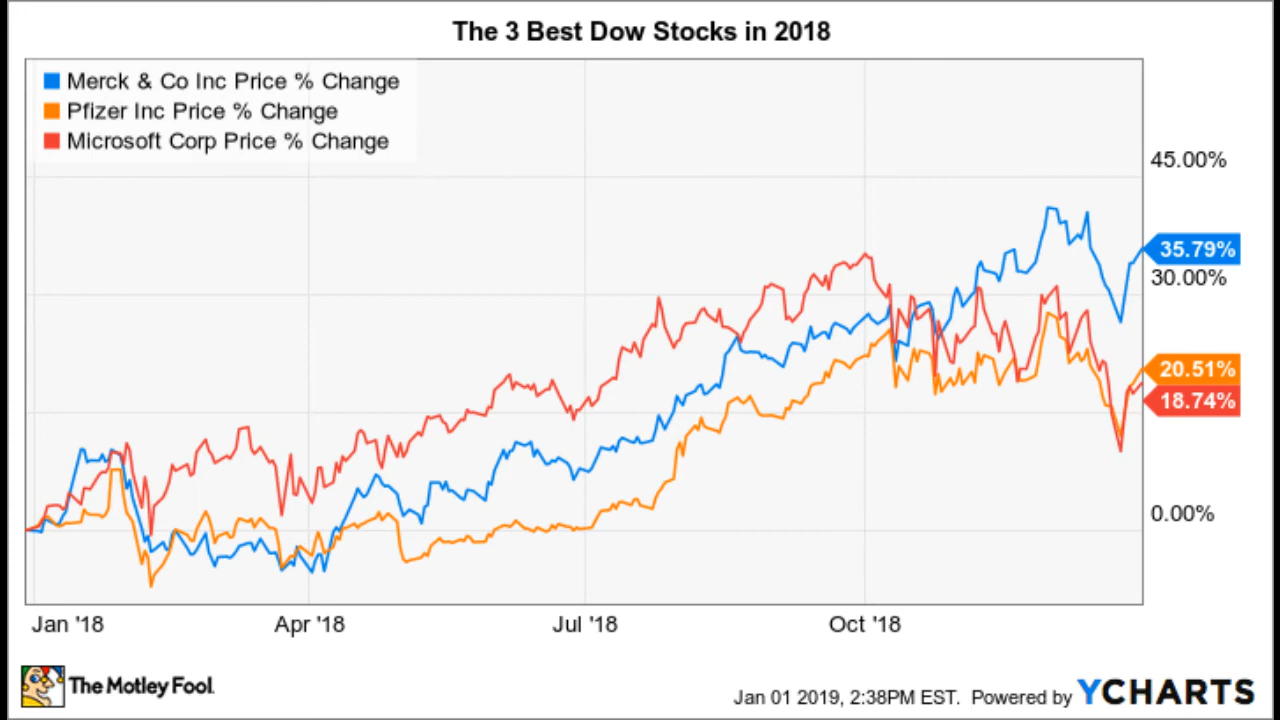 The 3 Best Dow Stocks in 2018
Merck & Co Inc Price % Change
Pfizer Inc Price % Change
Microsoft Corp Price % Change
45.00%
35.79%
30.00%
20.51%
18.74%
0.00%
Jan '18 Apr '18 Jul '18 Oct '18
The Motley Fool.
Jan 01 2019, 2:38PM EST. Powered by YCHARTS